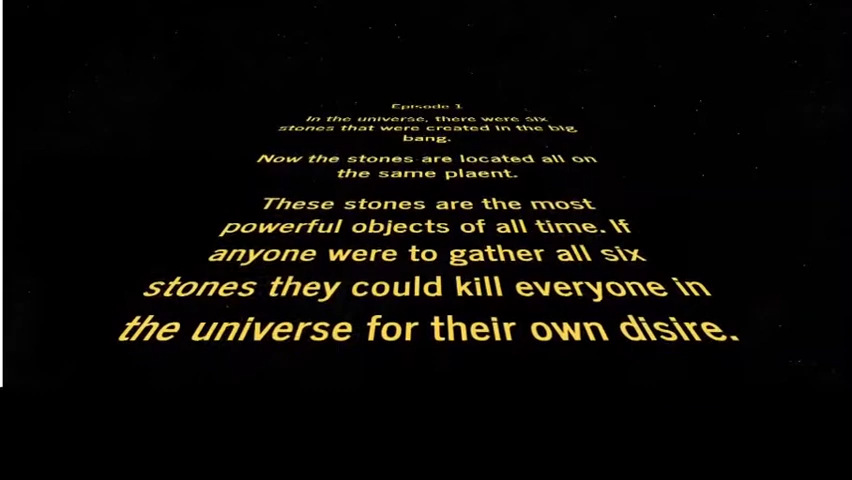 Episode 1
In the universe, there were six
stones that were created in the big
bang.
Now the stones are located all on
the same plaent.
These stones are the most
powerful objects of all time. If
anyone were to gather all six
stones they could kill everyone in
the universe for their own disire.